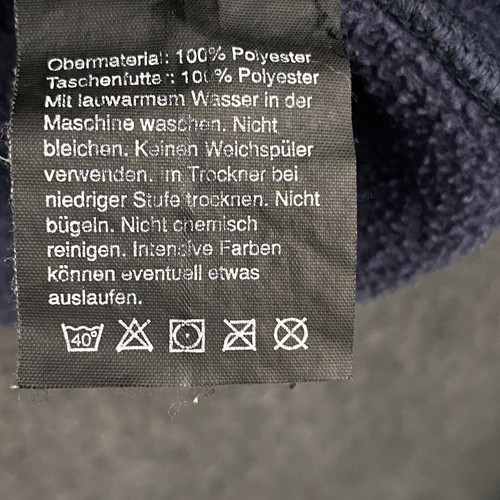 Obermaterial: 100% Polyester
Taschenfutter: 100% Polyester
Mit lauwarmem Wasser in der
Maschine waschen. Nicht
bleichen. Keinen Weichspüler
verwenden. Im Trockner bei
niedriger Stufe trocknen. Nicht
bügeln. Nicht chemisch
reinigen. Intensive Farben
können eventuell etwas
auslaufen.
40°